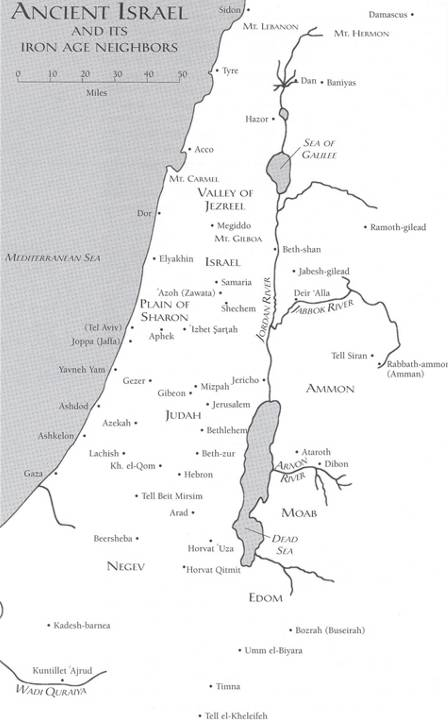 ANCIENT ISRAEL
AND ITS
IRON AGE NEIGHBORS
0 10 20 30 40 50
Miles
Sidon
MT. LEBANON
Damascus
MT. HERMON
Tyre
Dan
Baniyas
Hazor
SEA OF
GALILEE
Acco
MT. CARMEL
VALLEY OF
JEZREEL
Dor
Megiddo
Ramoth-gilead
MT. GILBOA
Beth-shan
MEDITERRANEAN SEA
Elyakhin
ISRAEL
Jabesh-gilead
Samaria
'Azoh (Zawata)
Deir 'Alla
Shechem
JABBOK RIVER
JORDAN RIVER
PLAIN OF
SHARON
(Tel Aviv)
'Izbet Ṣarṭah
Aphek
Joppa (Jaffa)
Tell Siran
Rabbath-ammon
(Amman)
Yavneh Yam
Gezer
Mizpah
Jericho
Gibeon
AMMON
Ashdod
Jerusalem
JUDAH
Azekah
Bethlehem
Ashkelon
Lachish
Beth-zur
Ataroth
Kh. el-Qom
Dibon
ARNON
RIVER
Gaza
Hebron
Tell Beit Mirsim
Arad
MOAB
Beersheba
Horvat 'Uza
DEAD
SEA
NEGEV
Horvat Qitmit
EDOM
Kadesh-barnea
Bozrah (Buseirah)
Umm el-Biyara
Kuntillet 'Ajrud
WADI QURAIYA
Timna
Tell el-Kheleifeh